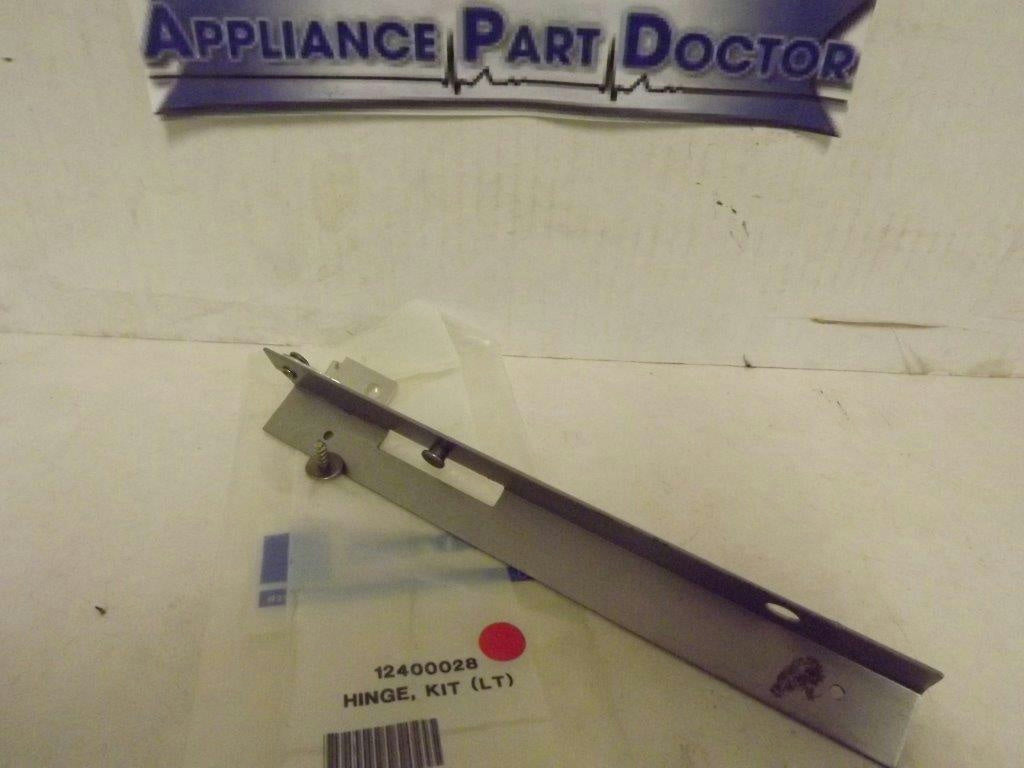 APPLIANCE PART DOCTOR
12400028
HINGE, KIT (LT)